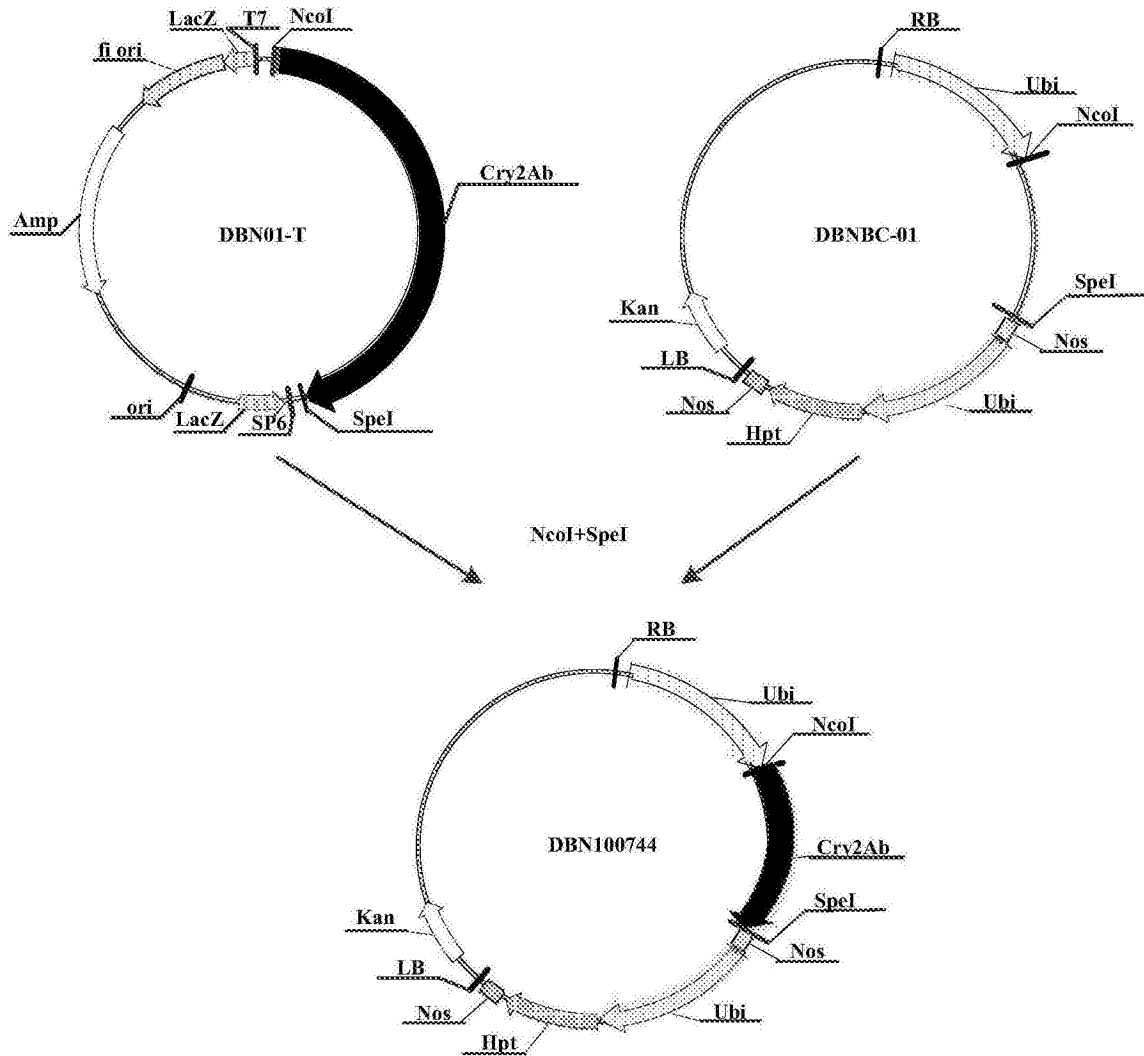 LacZ
T7
NcoI
fi ori
Cry2Ab
Amp
DBN01-T
ori
LacZ
SP6
SpeI
RB
Ubi
NcoI
DBNBC-01
SpeI
Kan
Nos
LB
Nos
Ubi
Hpt
NcoI+SpeI
RB
Ubi
NcoI
DBN100744
Cry2Ab
SpeI
Kan
Nos
LB
Nos
Ubi
Hpt